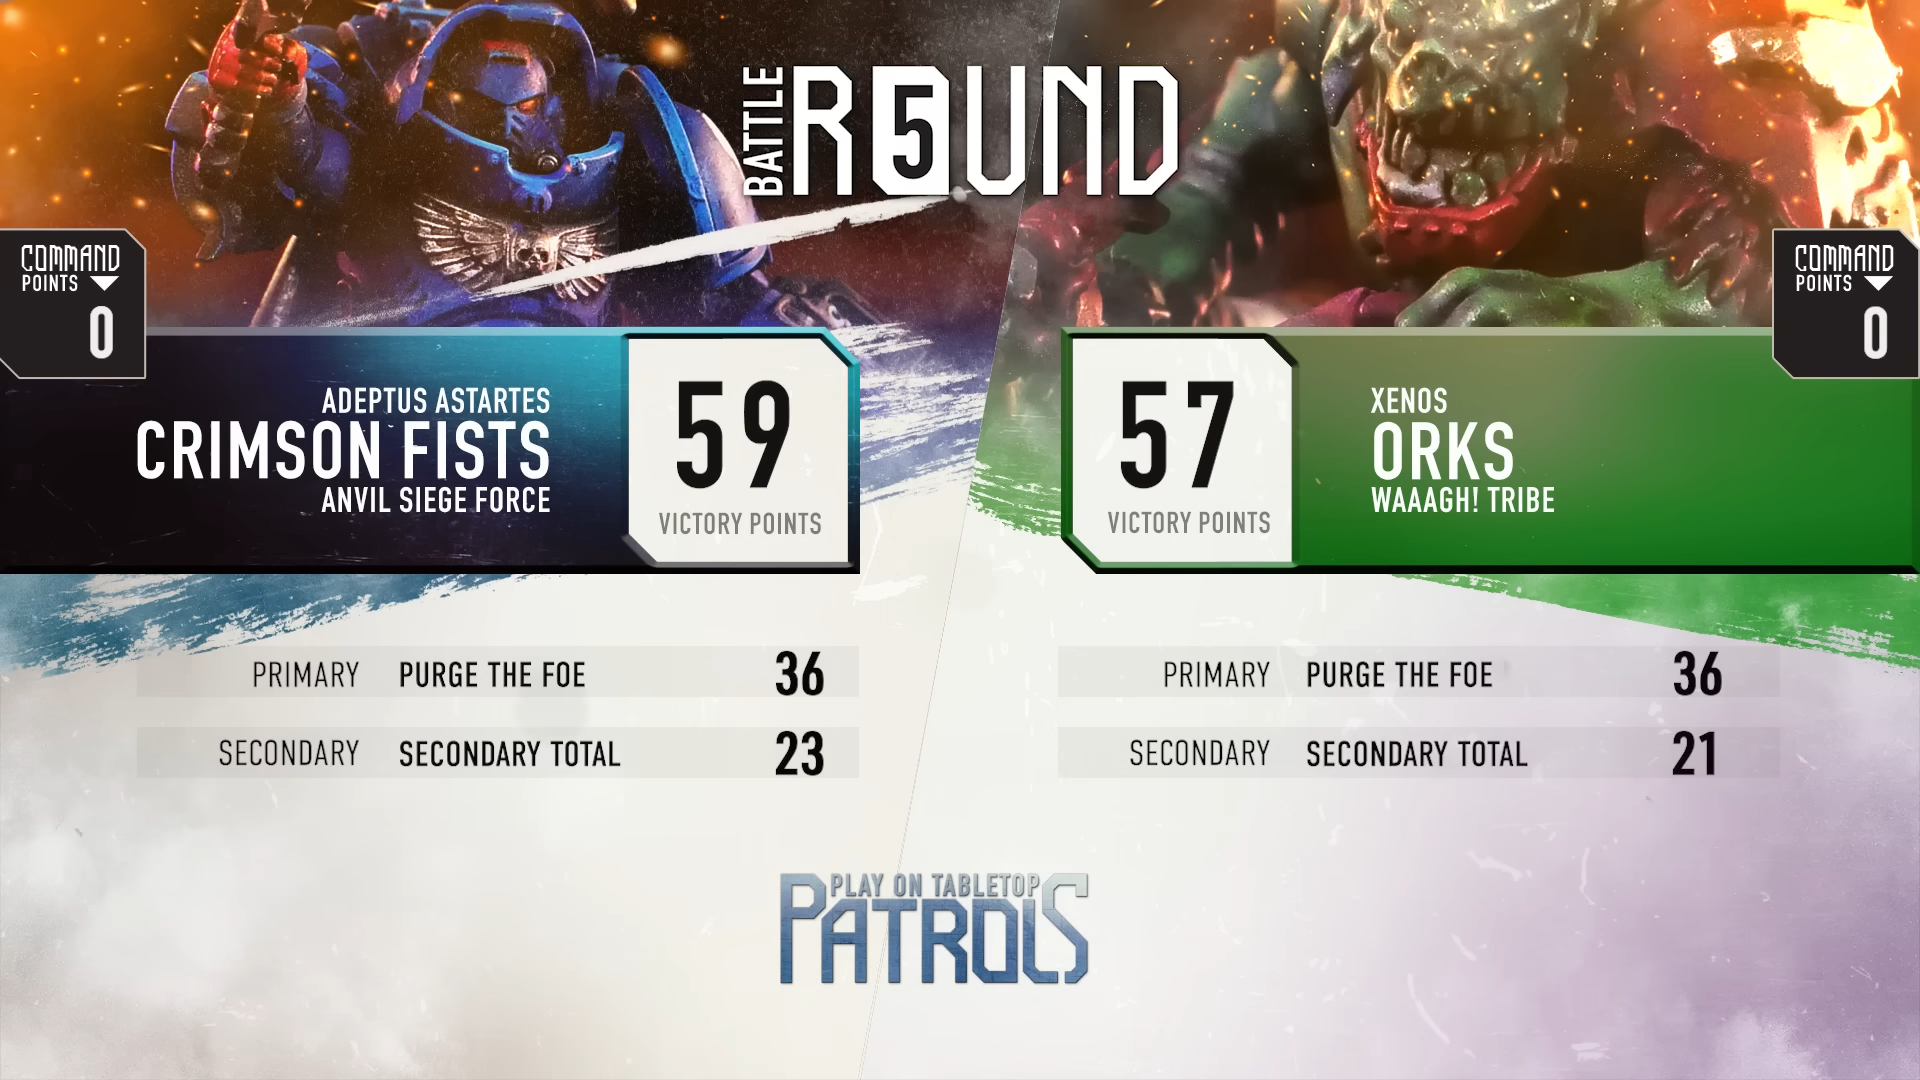 BATTLE ROUND 5
COMMAND
POINTS
0
ADEPTUS ASTARTES
CRIMSON FISTS
ANVIL SIEGE FORCE
59
VICTORY POINTS
PRIMARY PURGE THE FOE 36
SECONDARY SECONDARY TOTAL 23
COMMAND
POINTS
0
57
VICTORY POINTS
XENOS
ORKS
WAAAGH! TRIBE
PRIMARY PURGE THE FOE 36
SECONDARY SECONDARY TOTAL 21
PLAY ON TABLETOP
PATROLS